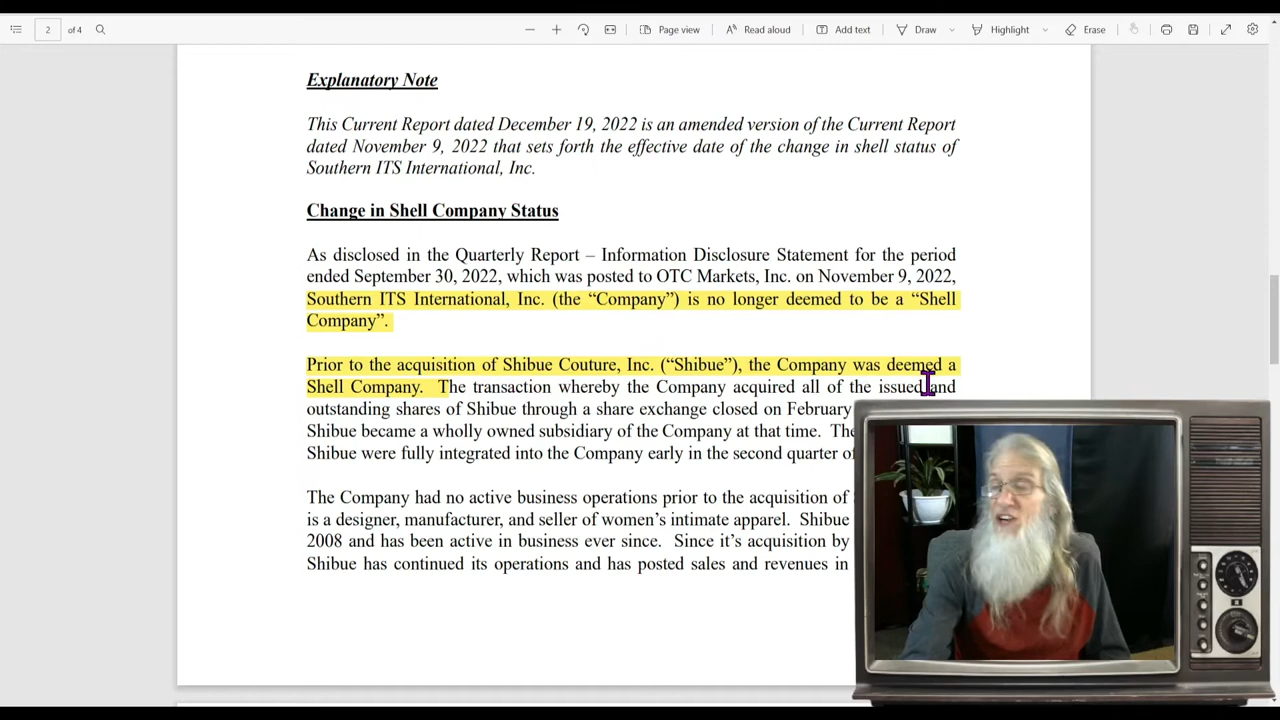 2 of 4
Page view
Read aloud
Add text
Draw
Highlight
Erase
Explanatory Note
This Current Report dated December 19, 2022 is an amended version of the Current Report
dated November 9, 2022 that sets forth the effective date of the change in shell status of
Southern ITS International, Inc.
Change in Shell Company Status
As disclosed in the Quarterly Report – Information Disclosure Statement for the period
ended September 30, 2022, which was posted to OTC Markets, Inc. on November 9, 2022,
Southern ITS International, Inc. (the “Company”) is no longer deemed to be a “Shell
Company”.
Prior to the acquisition of Shibue Couture, Inc. (“Shibue”), the Company was deemed a
Shell Company. The transaction whereby the Company acquired all of the issued and
outstanding shares of Shibue through a share exchange closed on February
Shibue became a wholly owned subsidiary of the Company at that time. The
Shibue were fully integrated into the Company early in the second quarter of
The Company had no active business operations prior to the acquisition of
is a designer, manufacturer, and seller of women’s intimate apparel. Shibue
2008 and has been active in business ever since. Since it’s acquisition by
Shibue has continued its operations and has posted sales and revenues in